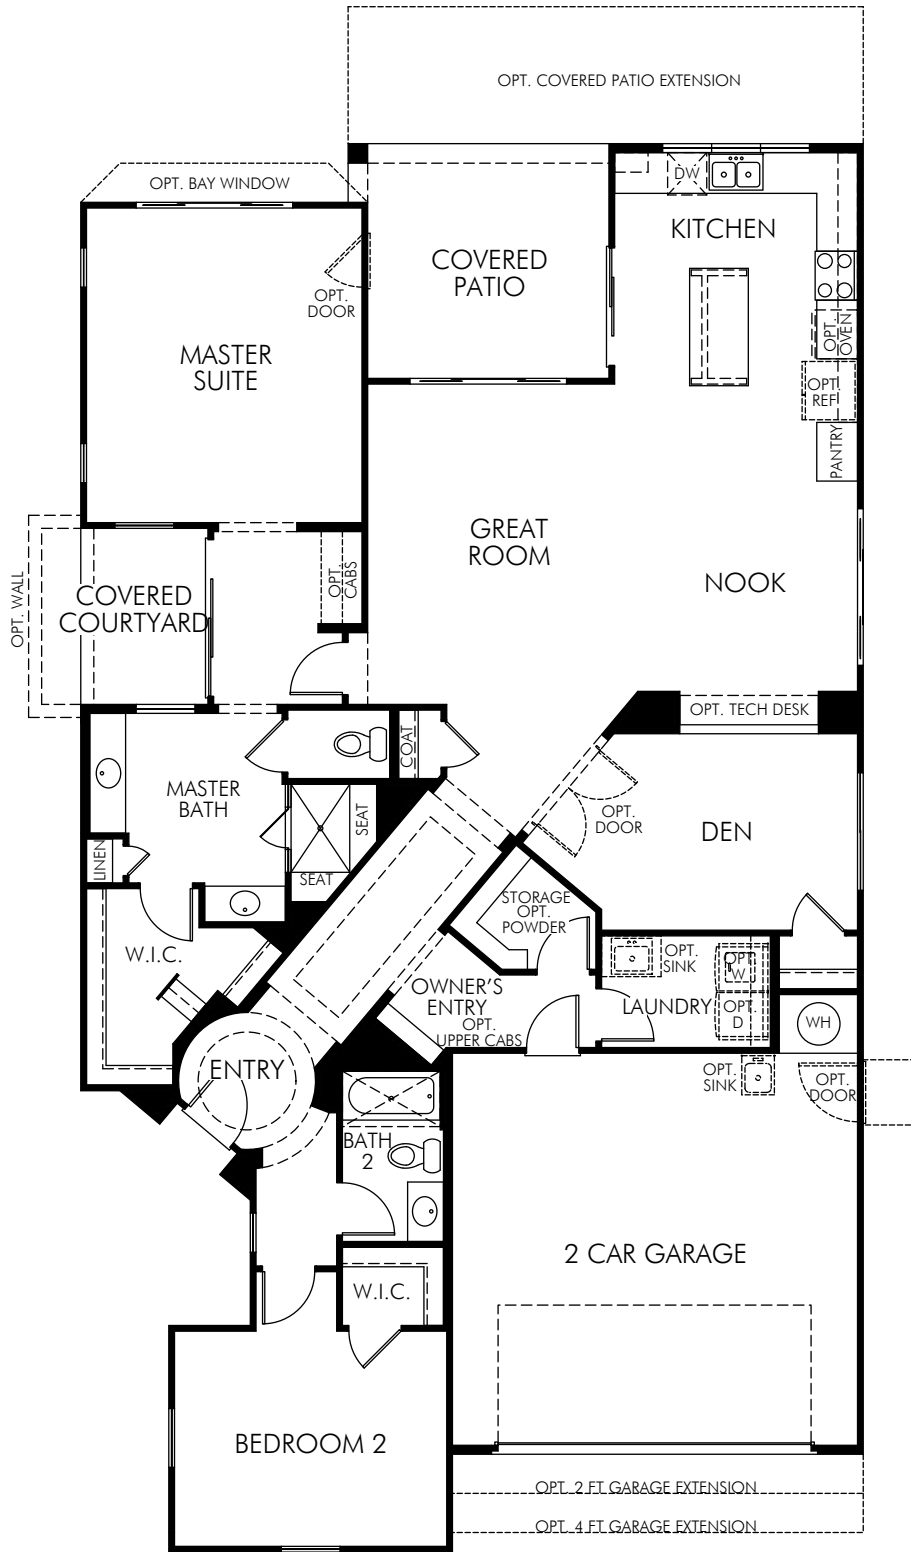 OPT. COVERED PATIO EXTENSION
OPT. BAY WINDOW
DW
KITCHEN
COVERED
PATIO
OPT.
DOOR
OPT.
OVEN
MASTER
SUITE
OPT.
REF
PANTRY
GREAT
ROOM
NOOK
OPT. WALL
COVERED
COURTYARD
OPT.
CABS
OPT. TECH DESK
COAT
MASTER
BATH
SEAT
OPT.
DOOR
DEN
LINEN
SEAT
STORAGE
OPT.
POWDER
W.I.C.
OPT.
SINK
OPT.
W
OWNER'S
ENTRY
OPT.
UPPER CABS
LAUNDRY
OPT.
D
WH
ENTRY
OPT.
SINK
OPT.
DOOR
BATH
2
2 CAR GARAGE
W.I.C.
BEDROOM 2
OPT. 2 FT GARAGE EXTENSION
OPT. 4 FT GARAGE EXTENSION